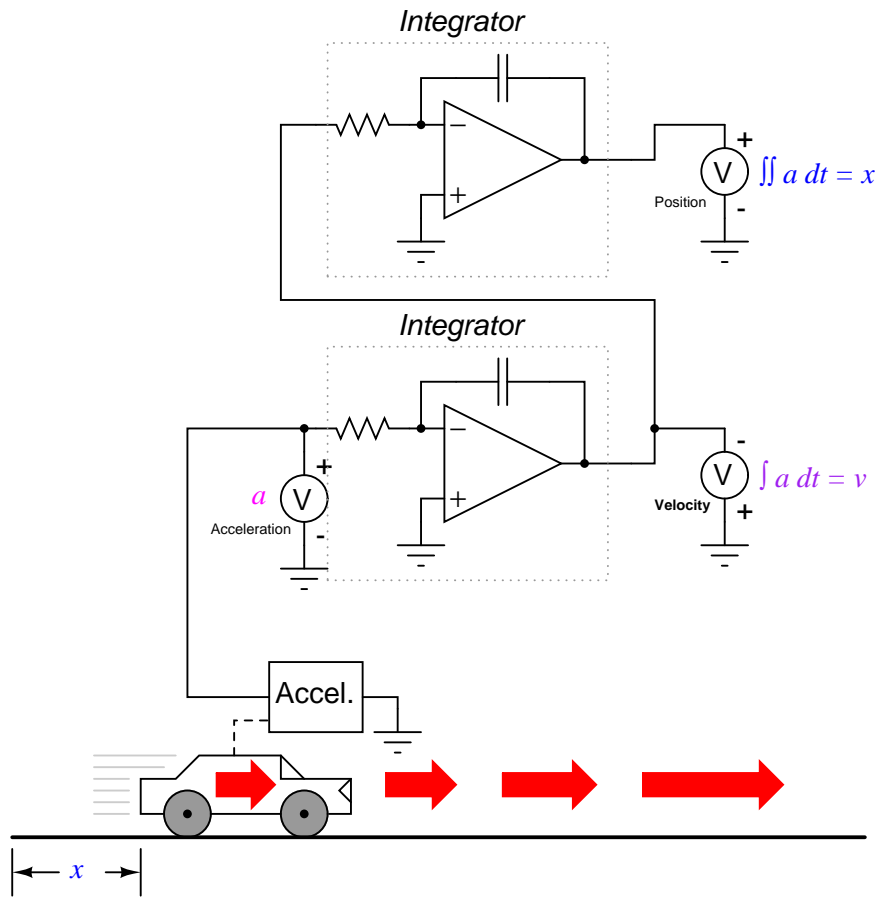 Integrator
−
+
+
V
-
Position
∫∫ a dt = x
Integrator
−
+
a
+
V
-
Acceleration
-
V
+
Velocity
∫ a dt = v
Accel.
x